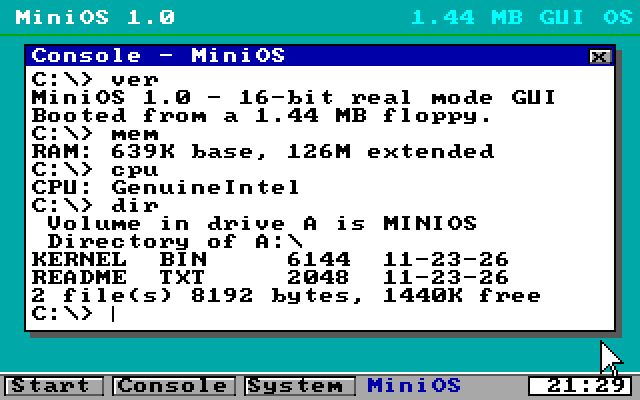 MiniOS 1.0
1.44 MB GUI OS
Console - MiniOS
C:\> ver
MiniOS 1.0 - 16-bit real mode GUI
Booted from a 1.44 MB floppy.
C:\> mem
RAM: 639K base, 126M extended
C:\> cpu
CPU: GenuineIntel
C:\> dir
Volume in drive A is MINIOS
Directory of A:\
KERNEL BIN 6144 11-23-26
README TXT 2048 11-23-26
2 file(s) 8192 bytes, 1440K free
C:\>
Start Console System MiniOS 21:29